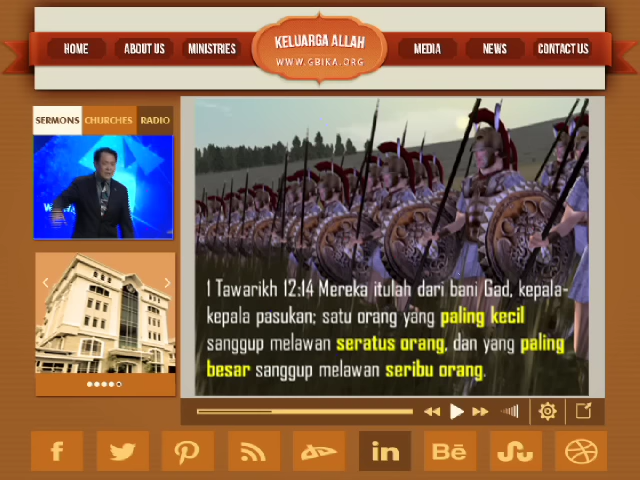 HOME
ABOUT US
MINISTRIES
KELUARGA ALLAH
WWW.GBIKA.ORG
MEDIA
NEWS
CONTACT US
SERMONS
CHURCHES
RADIO
1 Tawarikh 12:14 Mereka itulah dari bani Gad, kepala-
kepala pasukan; satu orang yang paling kecil
sanggup melawan seratus orang, dan yang paling
besar sanggup melawan seribu orang.
f
in
Bē